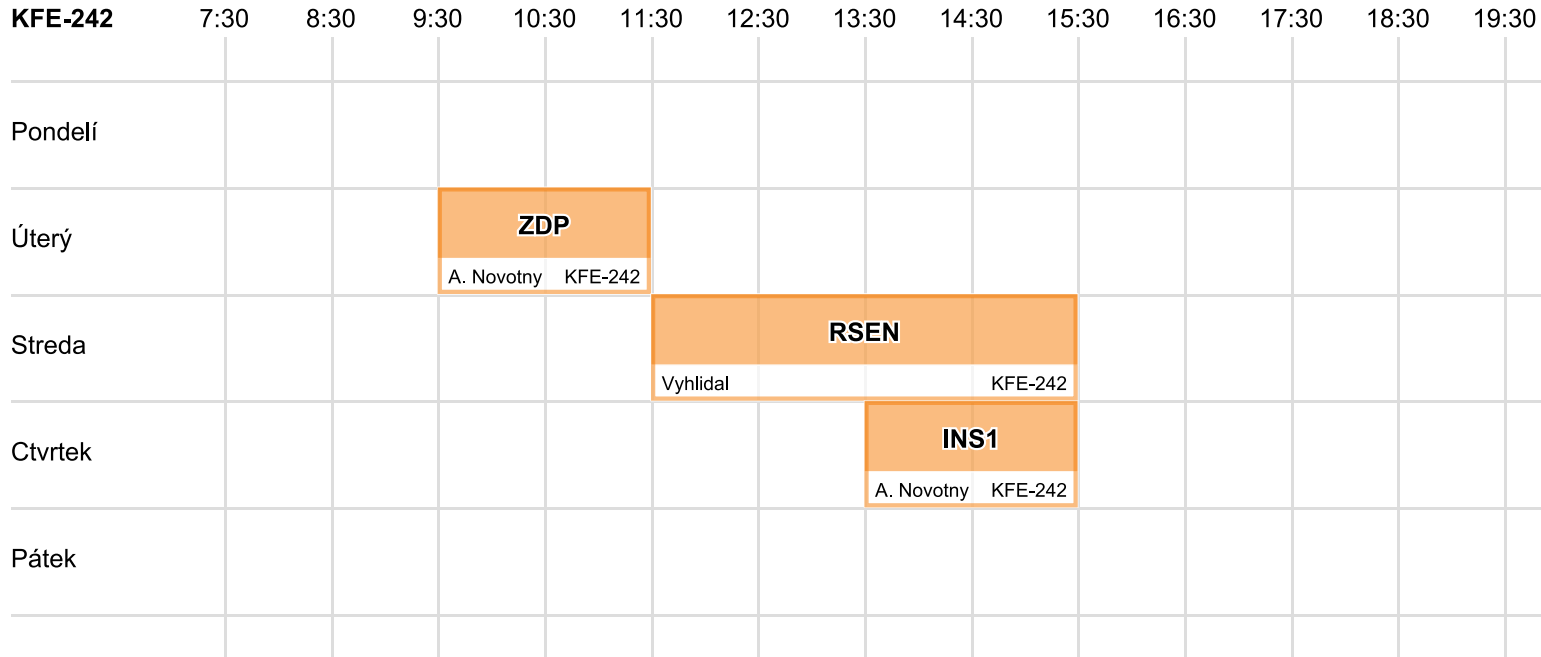 KFE-242 7:30 8:30 9:30 10:30 11:30 12:30 13:30 14:30 15:30 16:30 17:30 18:30 19:30
Pondelí
Úterý
ZDP
A. Novotny KFE-242
Streda
RSEN
Vyhlidal KFE-242
Ctvrtek
INS1
A. Novotny KFE-242
Pátek